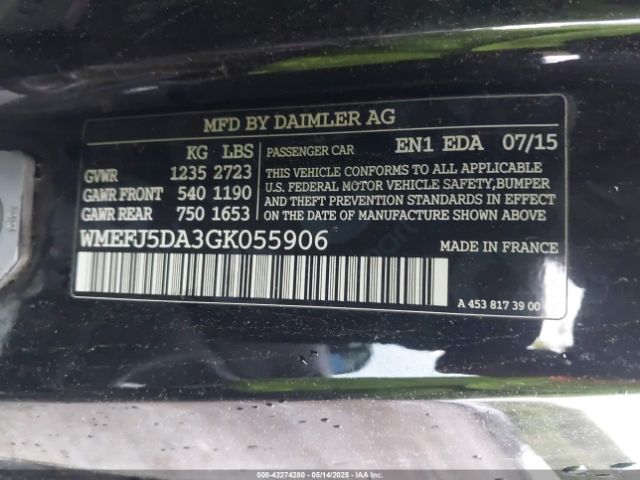 MFD BY DAIMLER AG
KG LBS
GVWR 1235 2723
GAWR FRONT 540 1190
GAWR REAR 750 1653
PASSENGER CAR EN1 EDA 07/15
THIS VEHICLE CONFORMS TO ALL APPLICABLE
U.S. FEDERAL MOTOR VEHICLE SAFETY,BUMPER
AND THEFT PREVENTION STANDARDS IN EFFECT
ON THE DATE OF MANUFACTURE SHOWN ABOVE
WMEFJ5DA3GK055906 MADE IN FRANCE
A 453 817 39 00
000-42274280 - 05/14/2025 - IAAI.COM